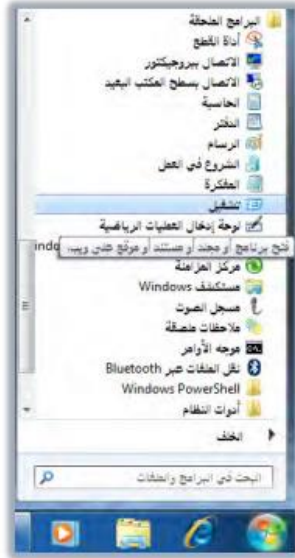 البرامج الملحقة
أداة القطع
الاتصال ببروجيكتور
الاتصال بسطح المكتب البعيد
الحاسبة
الدفتر
الرسام
الشروع في العمل
المفكرة
تشغيل
لوحة إدخال العمليات الرياضية
فتح برنامج أو مجلد أو مستند أو موقع على ويب.
مركز المزامنة
مستكشف Windows
مسجل الصوت
ملاحظات ملصقة
موجه الأوامر
نقل الملفات عبر Bluetooth
Windows PowerShell
أدوات النظام
الخلف
البحث في البرامج والملفات